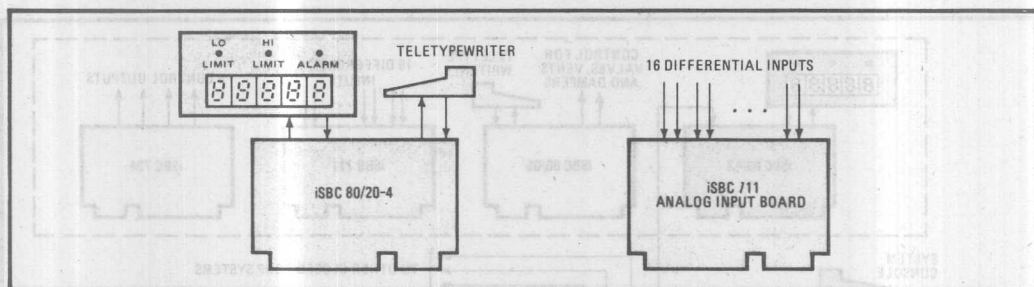 LO HI
LIMIT LIMIT ALARM
88888
TELETYPEWRITER
16 DIFFERENTIAL INPUTS
. . .
iSBC 80/20-4
iSBC 711
ANALOG INPUT BOARD